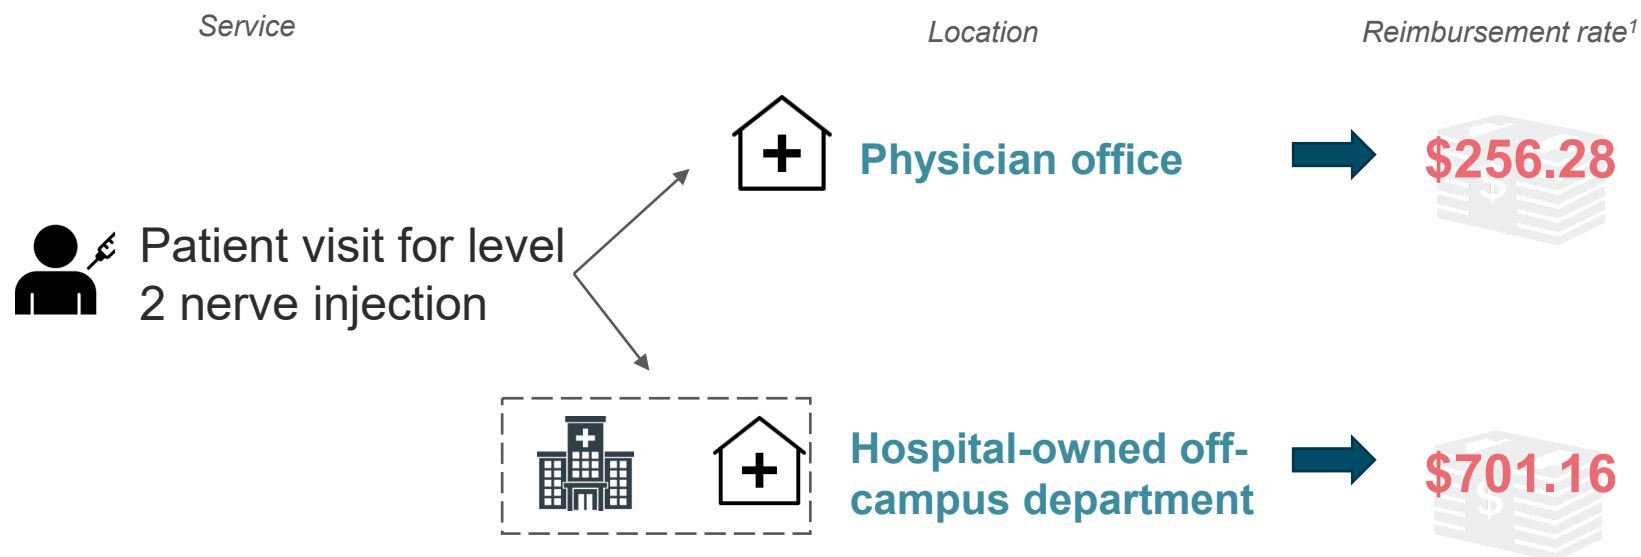 Service
Location
Reimbursement rate1
Physician office
$256.28
Patient visit for level
2 nerve injection
Hospital-owned off-
campus department
$701.16